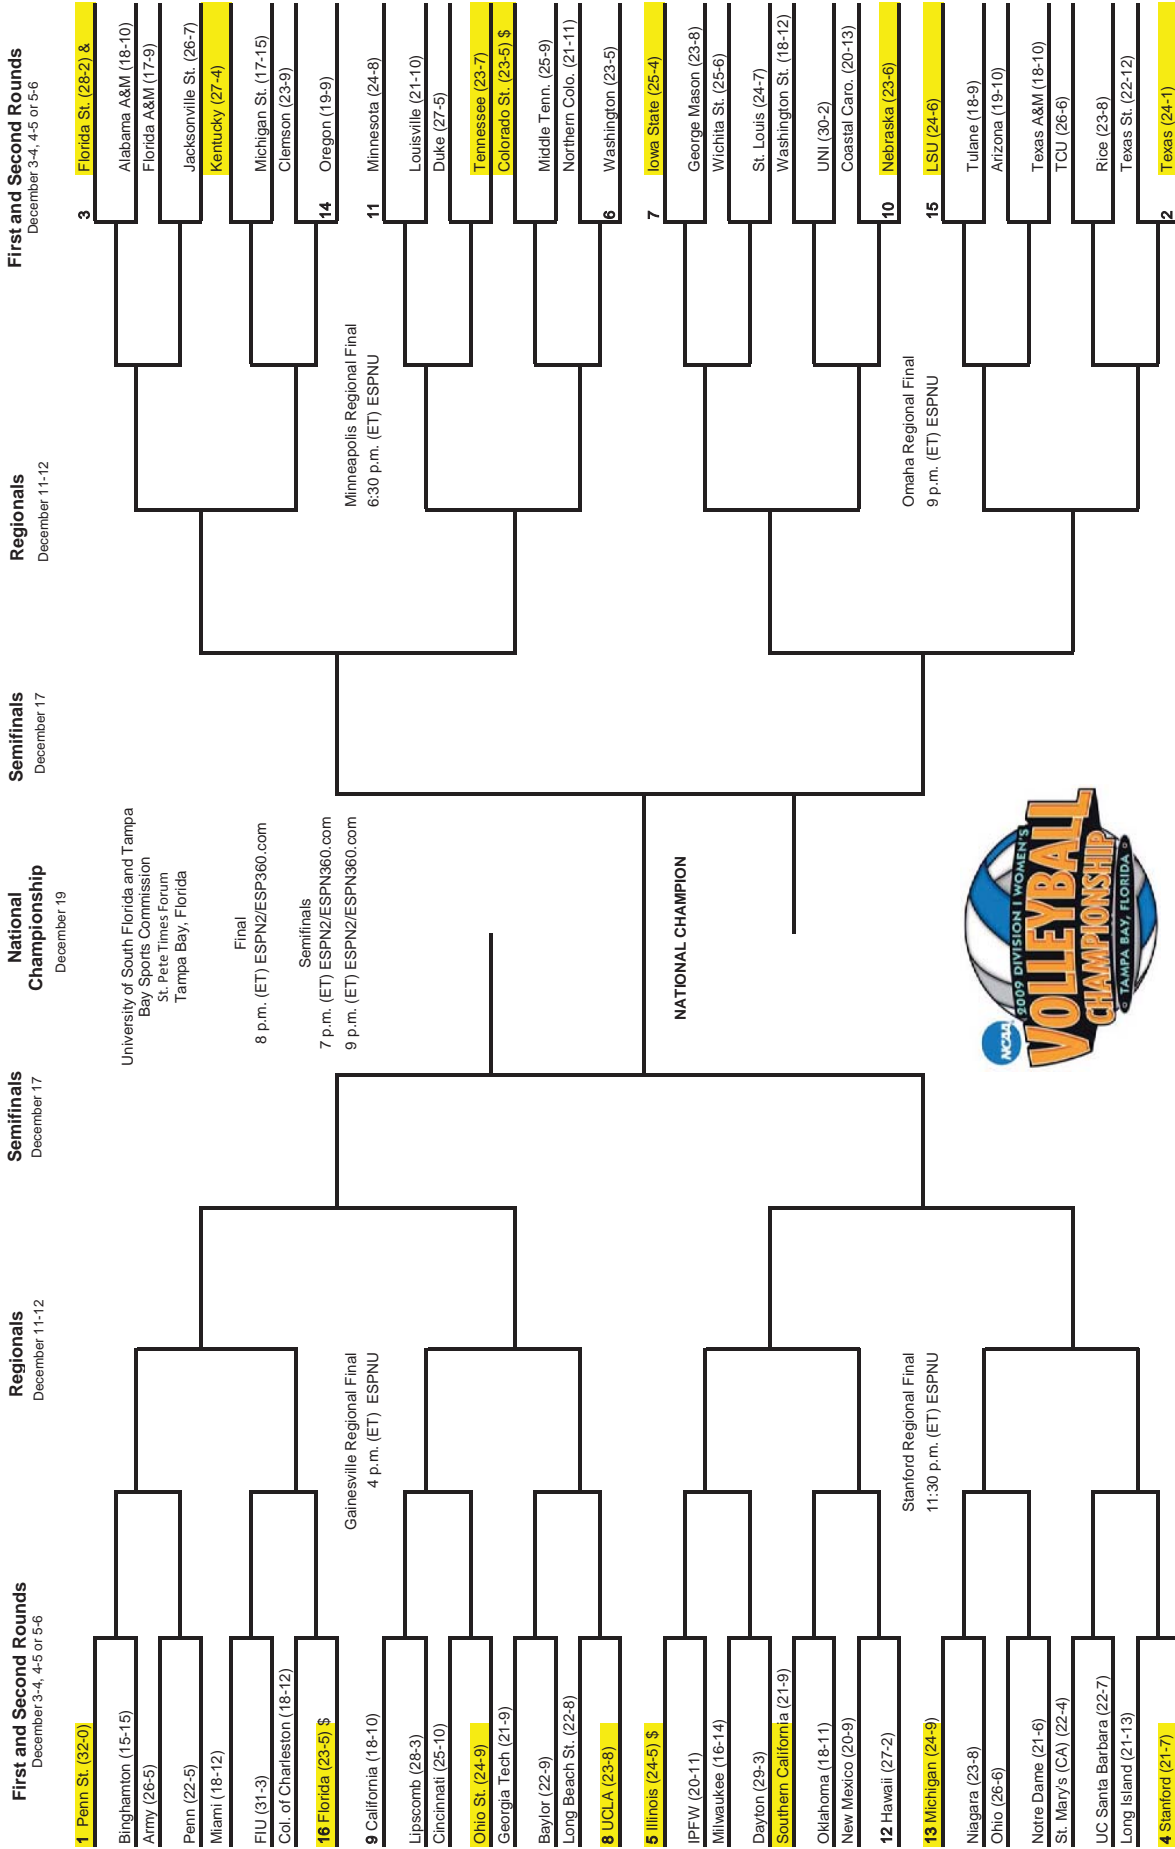 First and Second Rounds
December 3-4, 4-5 or 5-6
Regionals
December 11-12
Semifinals
December 17
National
Championship
December 19
Semifinals
December 17
Regionals
December 11-12
First and Second Rounds
December 3-4, 4-5 or 5-6
1 Penn St. (32-0)
Binghamton (15-15)
Army (26-5)
Penn (22-5)
Miami (18-12)
FIU (31-3)
Col. of Charleston (18-12)
16 Florida (23-5) $
9 California (18-10)
Lipscomb (28-3)
Cincinnati (25-10)
Ohio St. (24-9)
Georgia Tech (21-9)
Baylor (22-9)
Long Beach St. (22-8)
8 UCLA (23-8)
5 Illinois (24-5) $
IPFW (20-11)
Milwaukee (16-14)
Dayton (29-3)
Southern California (21-9)
Oklahoma (18-11)
New Mexico (20-9)
12 Hawaii (27-2)
13 Michigan (24-9)
Niagara (23-8)
Ohio (26-6)
Notre Dame (21-6)
St. Mary's (CA) (22-4)
UC Santa Barbara (22-7)
Long Island (21-13)
4 Stanford (21-7)
Gainesville Regional Final
4 p.m. (ET) ESPNU
Stanford Regional Final
11:30 p.m. (ET) ESPNU
University of South Florida and Tampa
Bay Sports Commission
St. Pete Times Forum
Tampa Bay, Florida
Final
8 p.m. (ET) ESPN2/ESP360.com
Semifinals
7 p.m. (ET) ESPN2/ESPN360.com
9 p.m. (ET) ESPN2/ESPN360.com
NATIONAL CHAMPION
NCAA
2009 DIVISION I WOMEN'S
VOLLEYBALL
CHAMPIONSHIP
TAMPA BAY, FLORIDA
Minneapolis Regional Final
6:30 p.m. (ET) ESPNU
Omaha Regional Final
9 p.m. (ET) ESPNU
3 Florida St. (28-2) &
Alabama A&M (18-10)
Florida A&M (17-9)
Jacksonville St. (26-7)
Kentucky (27-4)
Michigan St. (17-15)
Clemson (23-9)
14 Oregon (19-9)
11 Minnesota (24-8)
Louisville (21-10)
Duke (27-5)
Tennessee (23-7)
Colorado St. (23-5) $
Middle Tenn. (25-9)
Northern Colo. (21-11)
6 Washington (23-5)
7 Iowa State (25-4)
George Mason (23-8)
Wichita St. (25-6)
St. Louis (24-7)
Washington St. (18-12)
UNI (30-2)
Coastal Caro. (20-13)
10 Nebraska (23-6)
15 LSU (24-6)
Tulane (18-9)
Arizona (19-10)
Texas A&M (18-10)
TCU (26-6)
Rice (23-8)
Texas St. (22-12)
2 Texas (24-1)